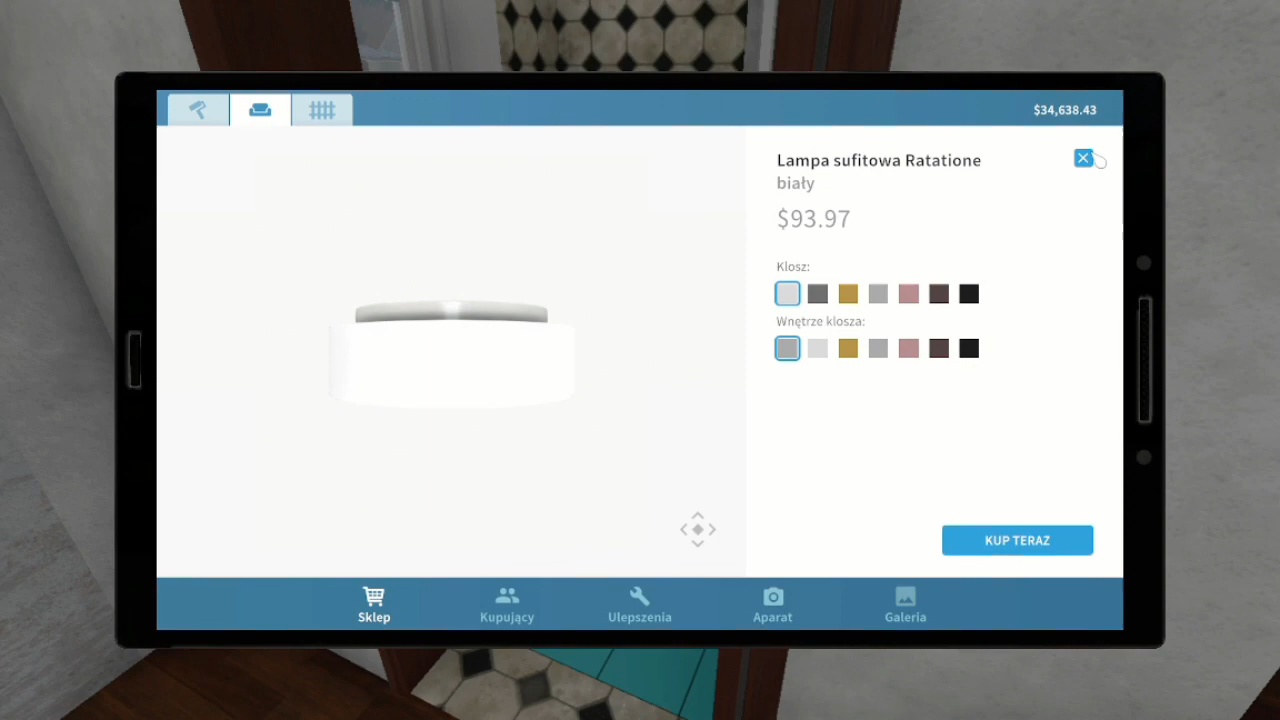 $34,638.43
Lampa sufitowa Ratatione
biały
$93.97
Klosz:
Wnętrze klosza:
KUP TERAZ
Sklep
Kupujący
Ulepszenia
Aparat
Galeria